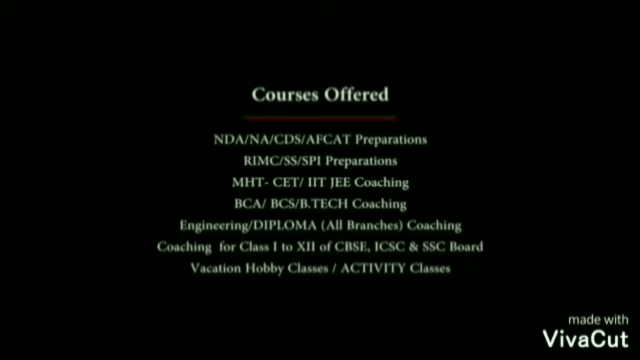 Courses Offered
NDA/NA/CDS/AFCAT Preparations
RIMC/SS/SPI Preparations
MHT- CET/ IIT JEE Coaching
BCA/ BCS/B.TECH Coaching
Engineering/DIPLOMA (All Branches) Coaching
Coaching for Class I to XII of CBSE, ICSC & SSC Board
Vacation Hobby Classes / ACTIVITY Classes
made with
VivaCut